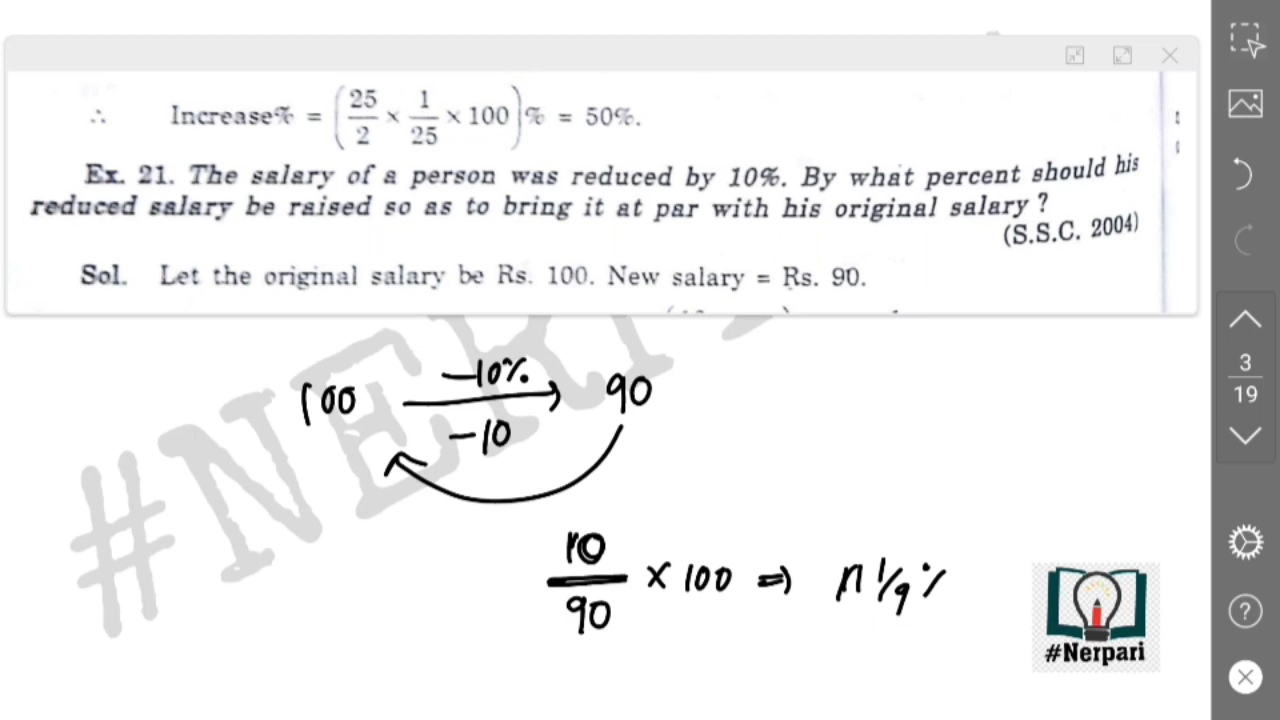 ∴ Increase% = (25/2 × 1/25 × 100)% = 50%.
Ex. 21. The salary of a person was reduced by 10%. By what percent should his
reduced salary be raised so as to bring it at par with his original salary ?
(S.S.C. 2004)
Sol. Let the original salary be Rs. 100. New salary = Rs. 90.
#NERP
100 —10% 90
—10
10/90 × 100 ⇒ 11 1/9 %
#Nerpari
3
19
?